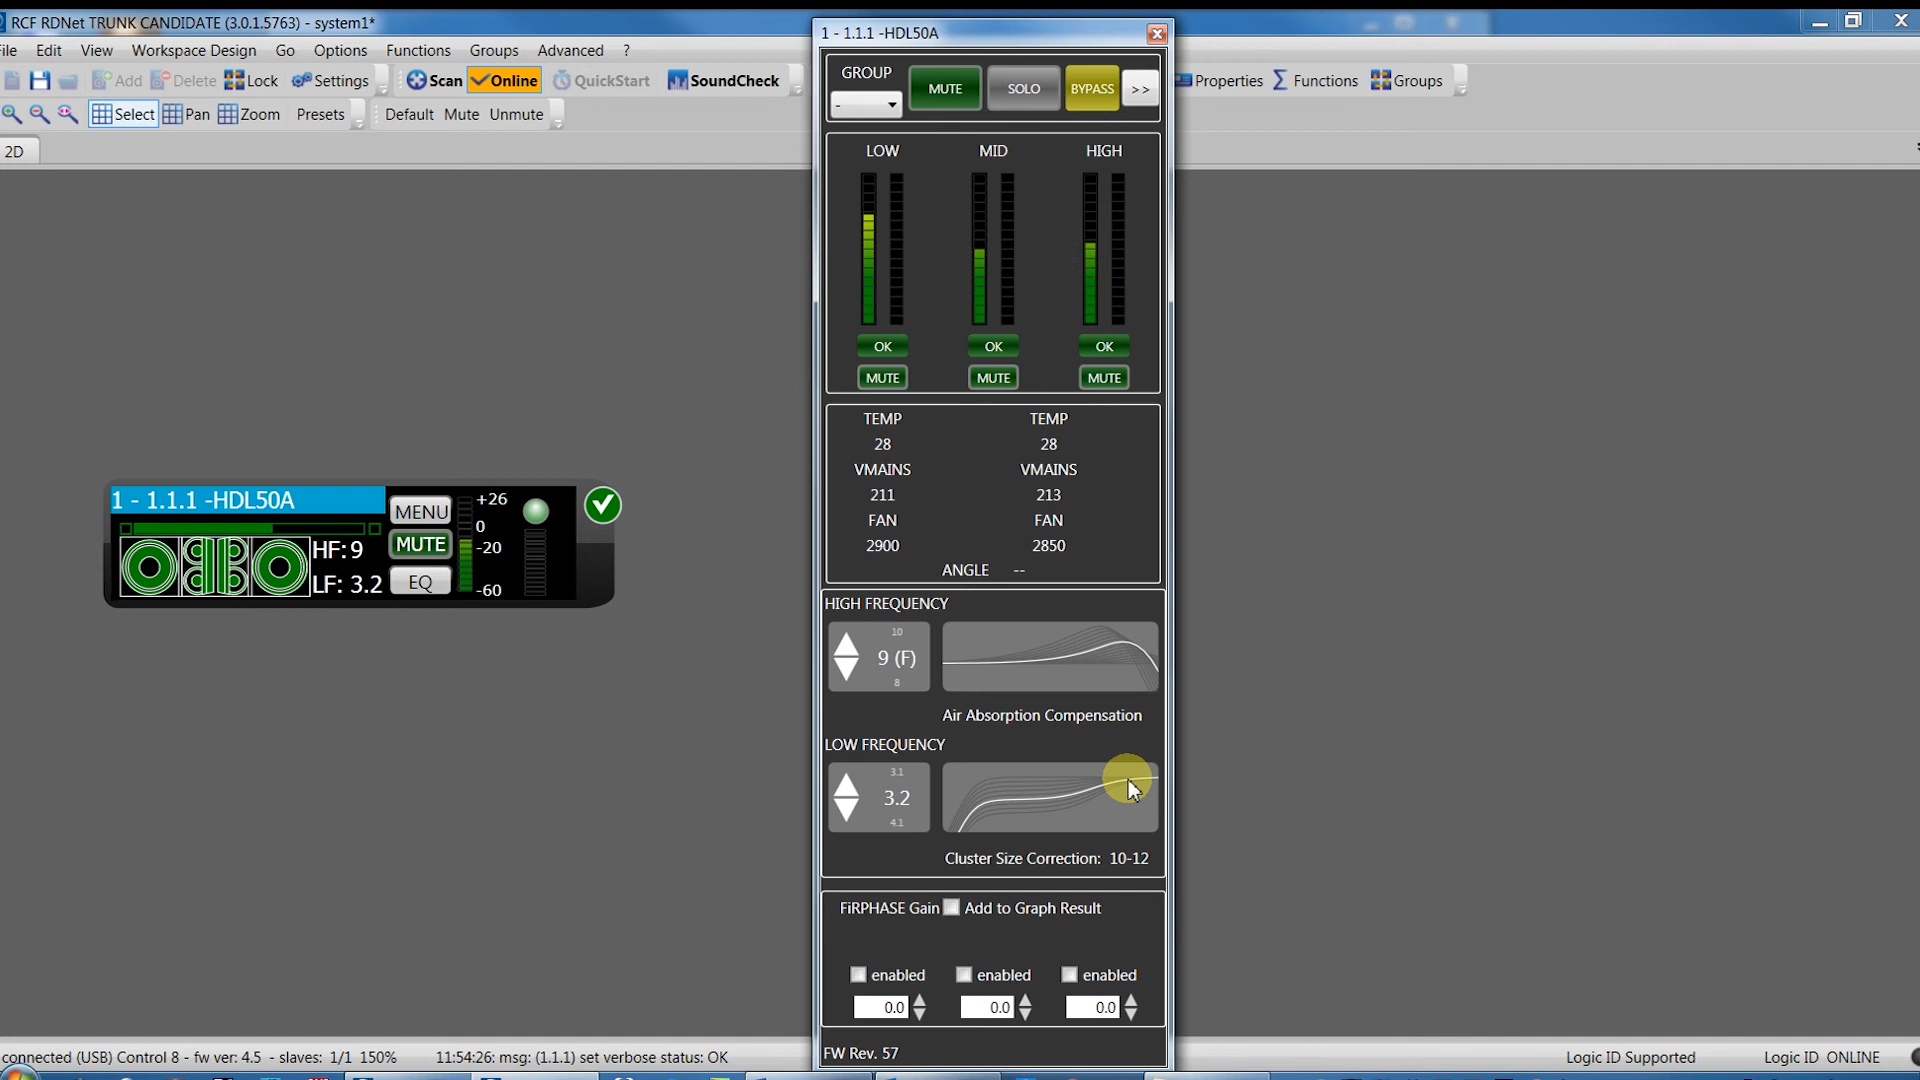 RCF RDNet TRUNK CANDIDATE (3.0.1.5763) - system1*
ile Edit View Workspace Design Go Options Functions Groups Advanced ?
Add Delete Lock Settings Scan Online QuickStart SoundCheck Properties Functions Groups
Select Pan Zoom Presets Default Mute Unmute
2D
1 - 1.1.1 -HDL50A
GROUP
-
MUTE
SOLO
BYPASS
>>
LOW MID HIGH
OK OK OK
MUTE MUTE MUTE
TEMP TEMP
28 28
VMAINS VMAINS
211 213
FAN FAN
2900 2850
ANGLE --
HIGH FREQUENCY
10
9 (F)
8
Air Absorption Compensation
LOW FREQUENCY
3.1
3.2
4.1
Cluster Size Correction: 10-12
FiRPHASE Gain Add to Graph Result
enabled enabled enabled
0.0 0.0 0.0
FW Rev. 57
1 - 1.1.1 -HDL50A
HF: 9
LF: 3.2
MENU
MUTE
EQ
+26
0
-20
-60
connected (USB) Control 8 - fw ver: 4.5 - slaves: 1/1 150% 11:54:26: msg: (1.1.1) set verbose status: OK Logic ID Supported Logic ID ONLINE